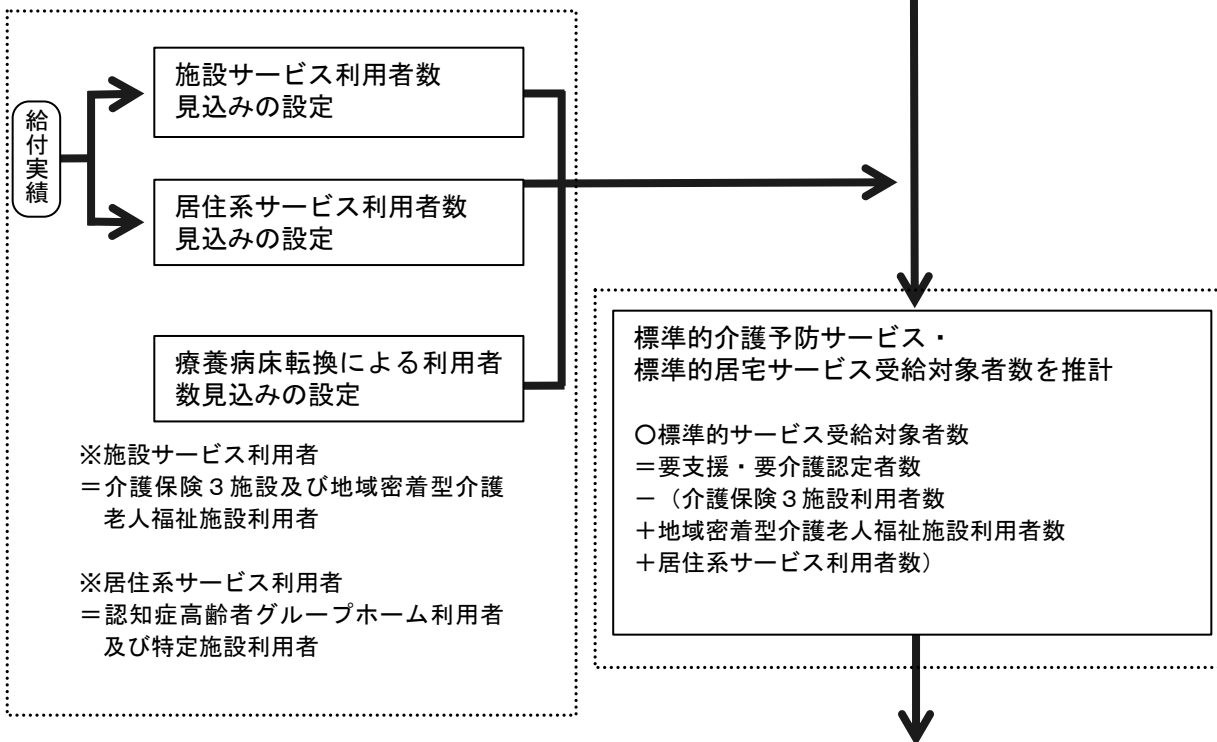 給付実績
施設サービス利用者数
見込みの設定
居住系サービス利用者数
見込みの設定
療養病床転換による利用者
数見込みの設定
※施設サービス利用者
＝介護保険３施設及び地域密着型介護
老人福祉施設利用者
※居住系サービス利用者
＝認知症高齢者グループホーム利用者
及び特定施設利用者
標準的介護予防サービス・
標準的居宅サービス受給対象者数を推計
〇標準的サービス受給対象者数
＝要支援・要介護認定者数
－（介護保険３施設利用者数
＋地域密着型介護老人福祉施設利用者数
＋居住系サービス利用者数）